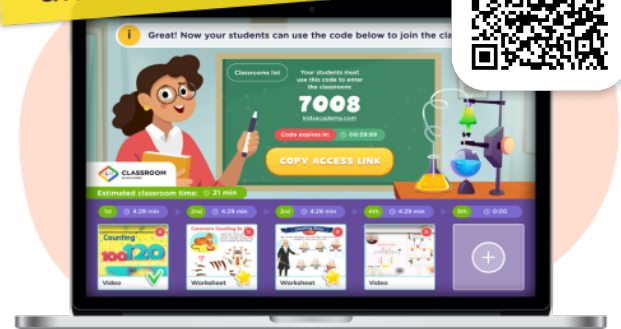 Great! Now your students can use the code below to join the cla
Classrooms list
Your students must
use this code to enter
the classroom:
7008
kidsacademy.com
Code expires in:
00:59:99
COPY ACCESS LINK
CLASSROOM
Estimated classroom time: 21 min
1st 4:29 min
2nd 4:29 min
3rd 4:29 min
4th 4:29 min
5th 0:00
Counting
100 120
Video
Worksheet
Worksheet
Video